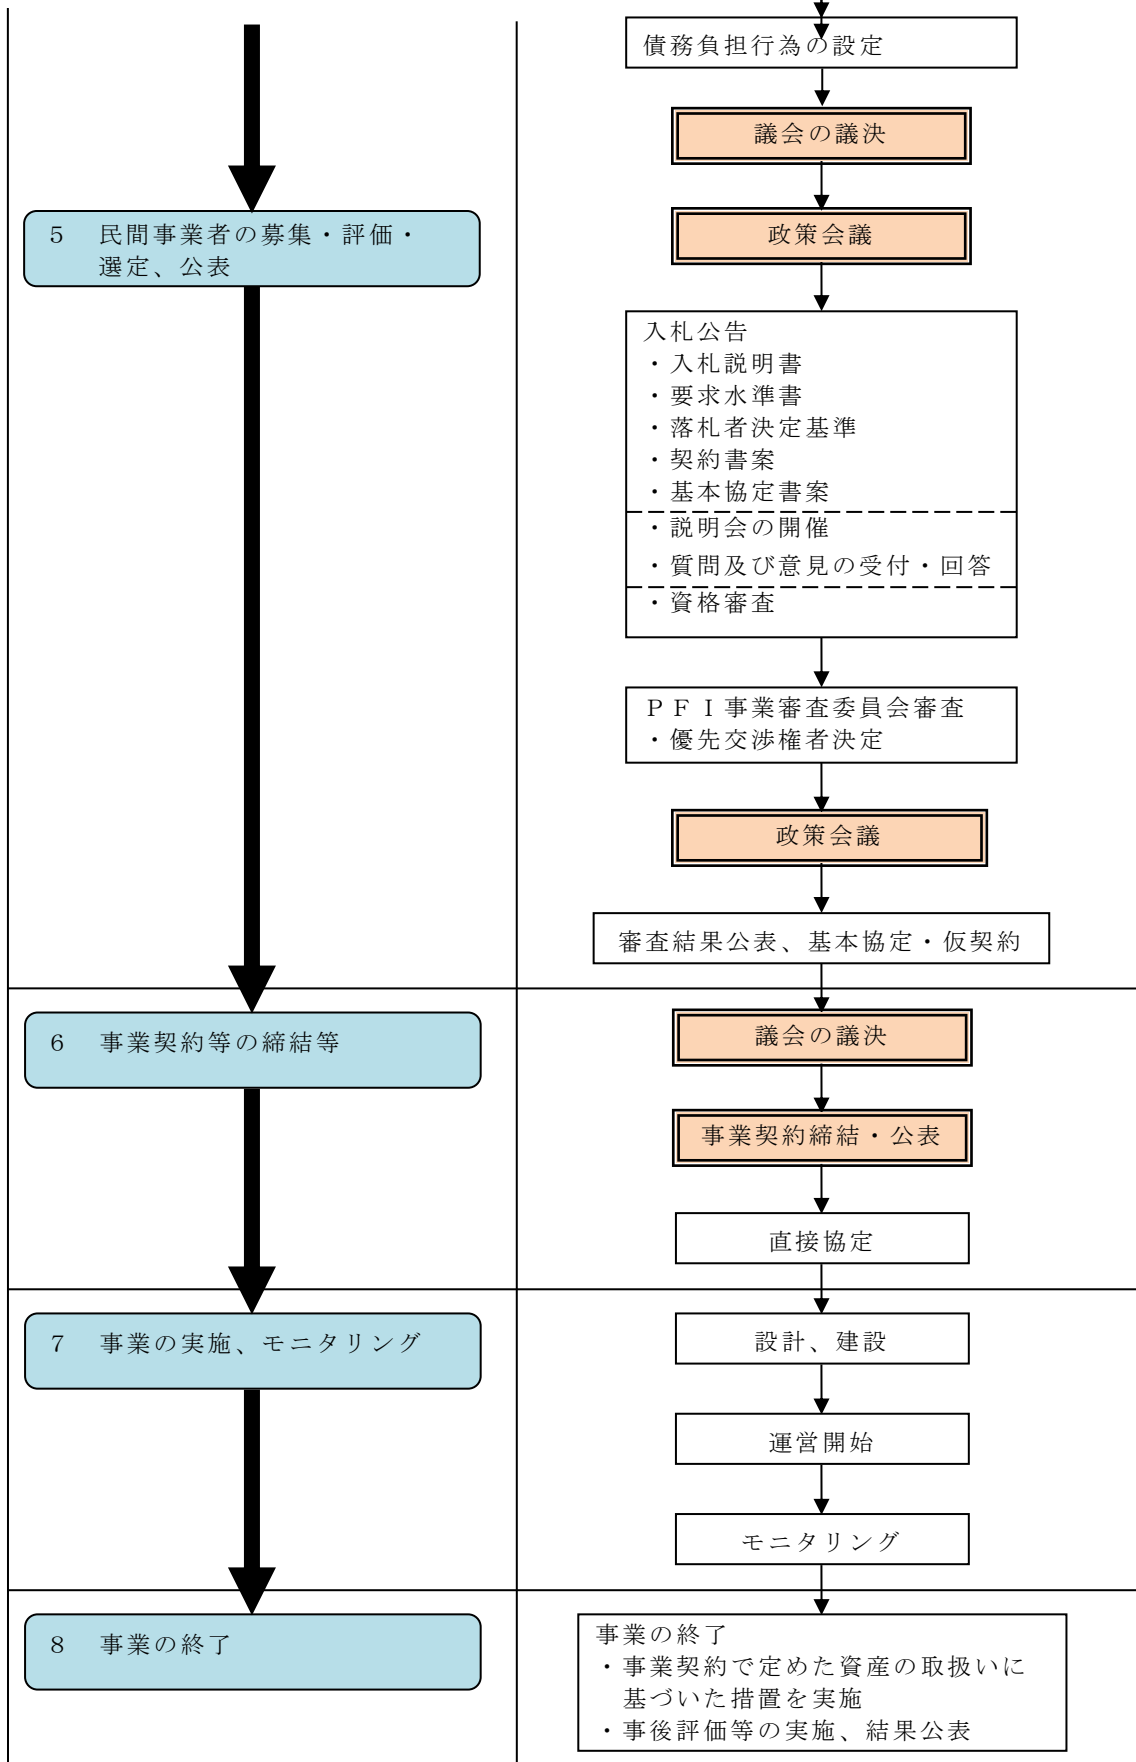 債務負担行為の設定
議会の議決
政策会議
５　民間事業者の募集・評価・
選定、公表
入札公告
・入札説明書
・要求水準書
・落札者決定基準
・契約書案
・基本協定書案
・説明会の開催
・質問及び意見の受付・回答
・資格審査
ＰＦＩ事業審査委員会審査
・優先交渉権者決定
政策会議
審査結果公表、基本協定・仮契約
６　事業契約等の締結等
議会の議決
事業契約締結・公表
直接協定
７　事業の実施、モニタリング
設計、建設
運営開始
モニタリング
８　事業の終了
事業の終了
・事業契約で定めた資産の取扱いに
基づいた措置を実施
・事後評価等の実施、結果公表